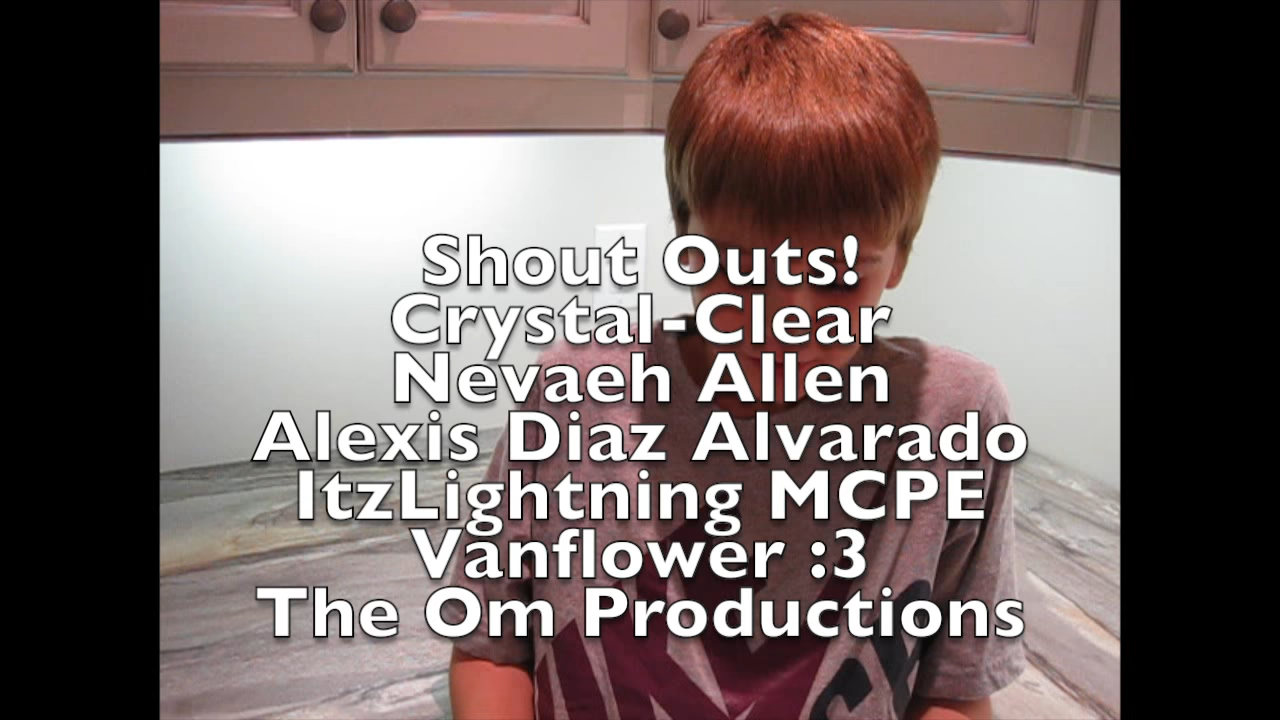 Shout Outs!
Crystal-Clear
Nevaeh Allen
Alexis Diaz Alvarado
ItzLightning MCPE
Vanflower :3
The Om Productions